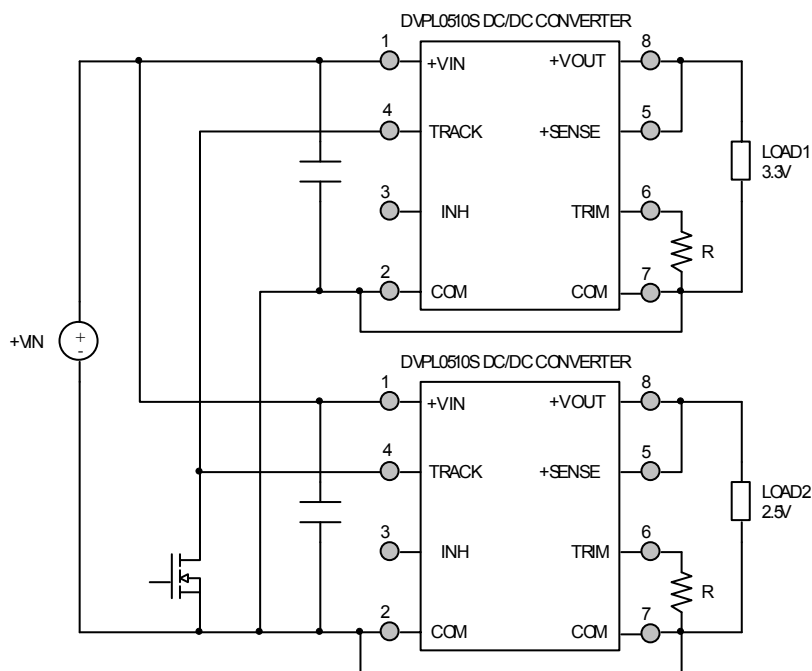 DVPL0510S DC/DC CONVERTER
1
+VIN
+VOUT
8
4
TRACK
+SENSE
5
LOAD1
3.3V
3
INH
TRIM
6
R
2
COM
COM
7
+VIN
+
-
DVPL0510S DC/DC CONVERTER
1
+VIN
+VOUT
8
4
TRACK
+SENSE
5
LOAD2
2.5V
3
INH
TRIM
6
R
2
COM
COM
7